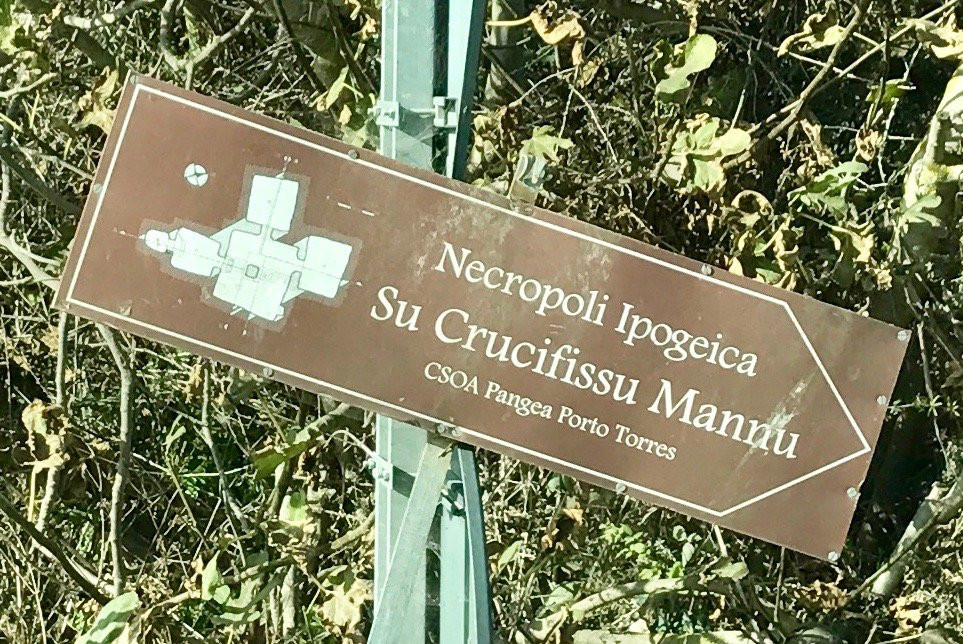 Necropoli Ipogeica
Su Crucifissu Mannu
CSOA Pangea Porto Torres